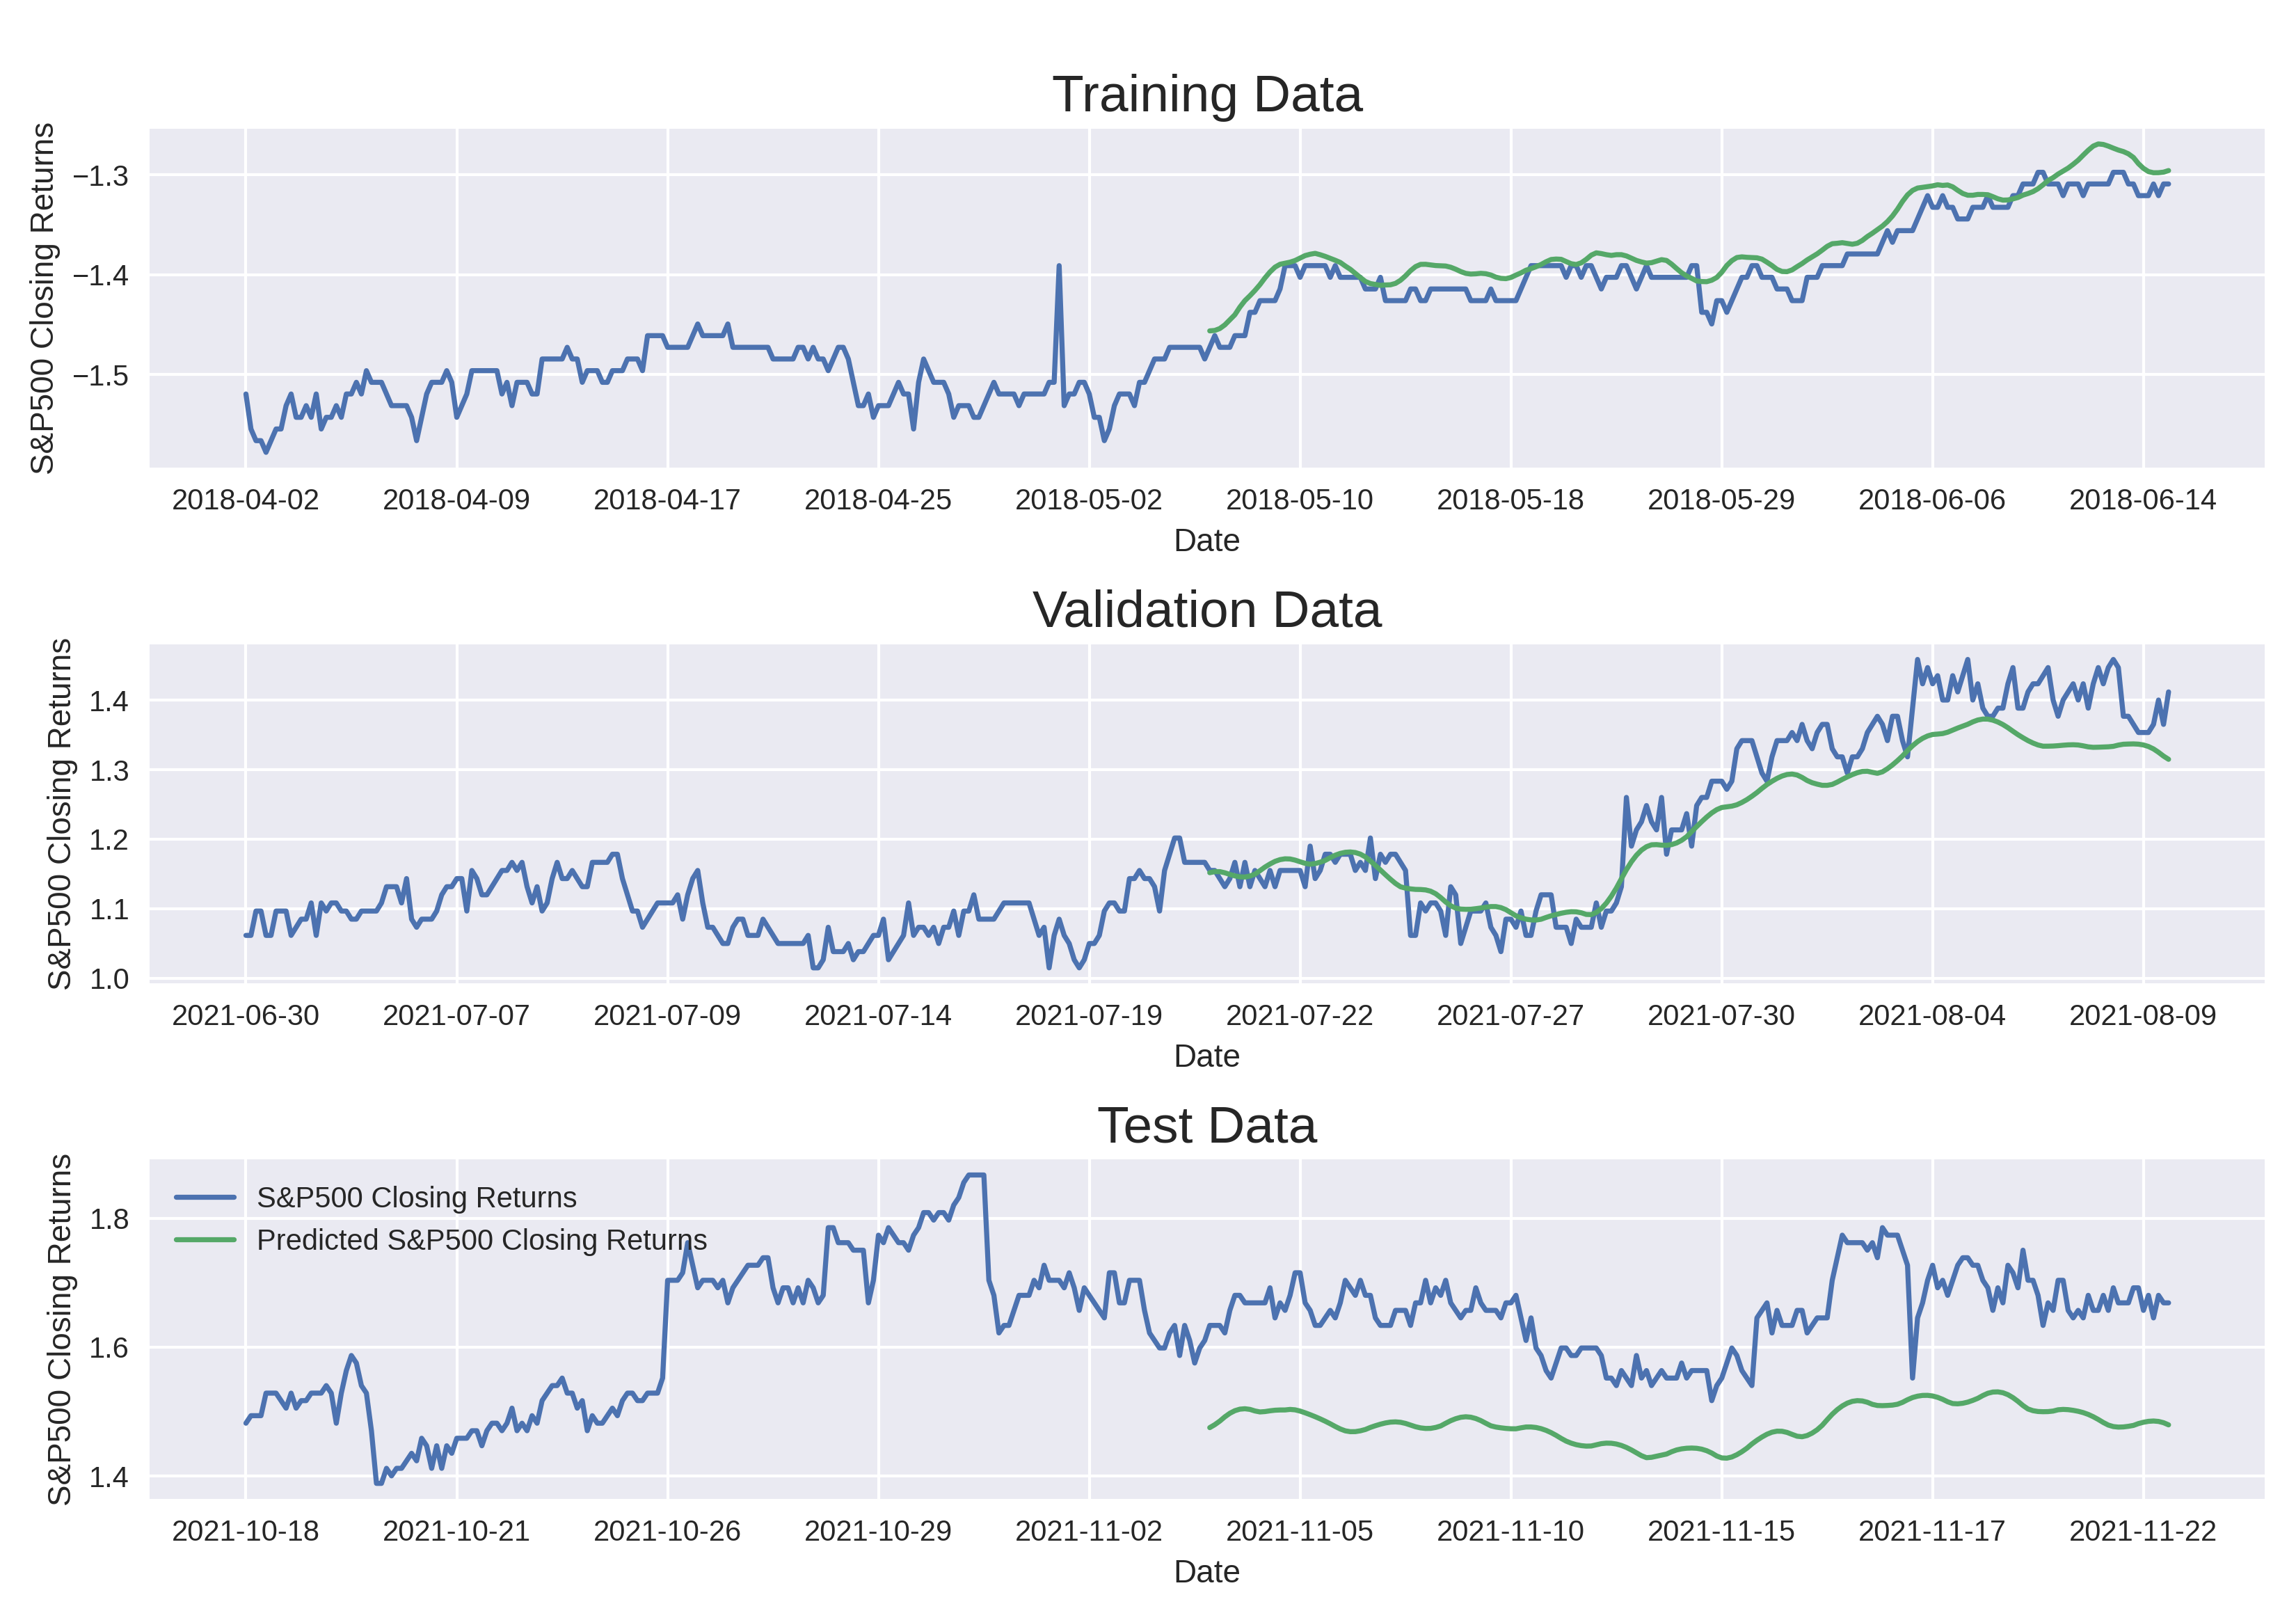 Training Data
S&P500 Closing Returns
−1.3
−1.4
−1.5
2018-04-02 2018-04-09 2018-04-17 2018-04-25 2018-05-02 2018-05-10 2018-05-18 2018-05-29 2018-06-06 2018-06-14
Date
Validation Data
S&P500 Closing Returns
1.4
1.3
1.2
1.1
1.0
2021-06-30 2021-07-07 2021-07-09 2021-07-14 2021-07-19 2021-07-22 2021-07-27 2021-07-30 2021-08-04 2021-08-09
Date
Test Data
S&P500 Closing Returns
S&P500 Closing Returns
Predicted S&P500 Closing Returns
1.8
1.6
1.4
2021-10-18 2021-10-21 2021-10-26 2021-10-29 2021-11-02 2021-11-05 2021-11-10 2021-11-15 2021-11-17 2021-11-22
Date